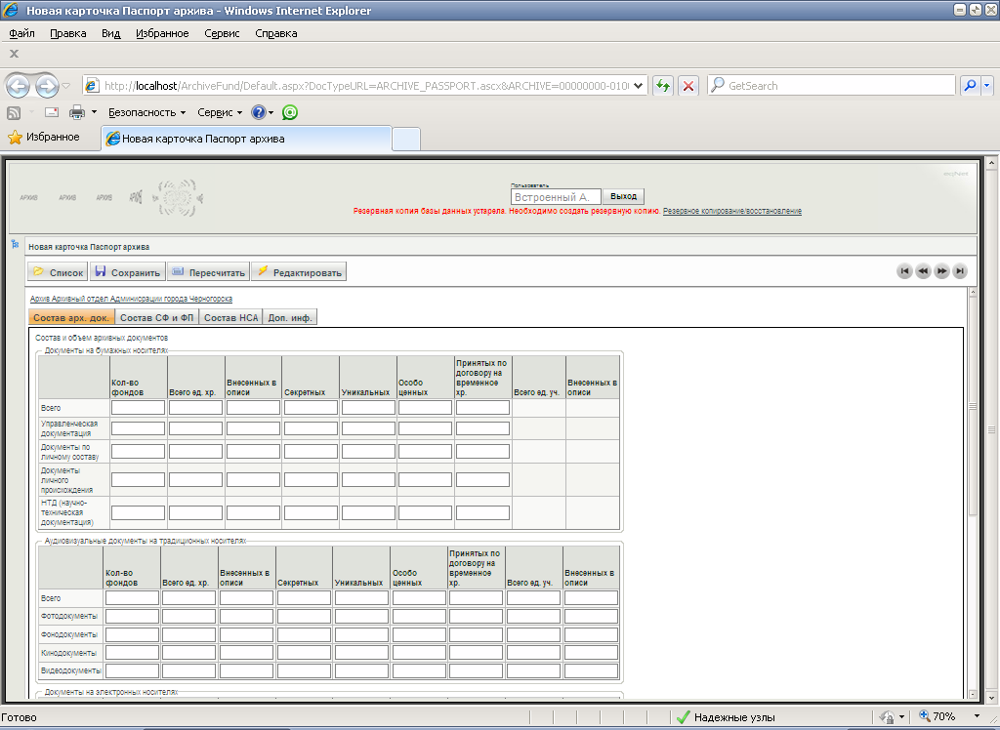 Новая карточка Паспорт архива - Windows Internet Explorer
Файл Правка Вид Избранное Сервис Справка
http://localhost/ArchiveFund/Default.aspx?DocTypeURL=ARCHIVE_PASSPORT.ascx&ARCHIVE=00000000-010
GetSearch
Безопасность Сервис
Избранное
Новая карточка Паспорт архива
АРХИВ АРХИВ АРХИВ
Пользователь
Встроенный А. Выход
Резервная копия базы данных устарела. Необходимо создать резервную копию. Резервное копирование/восстановление
Новая карточка Паспорт архива
Список Сохранить Пересчитать Редактировать
Архив Архивный отдел Админисрации города Черногорска
Состав арх. док. Состав СФ и ФП Состав НСА Доп. инф.
Состав и объем архивных документов
Документы на бумажных носителях
Кол-во фондов Всего ед. хр. Внесенных в описи Секретных Уникальных Особо ценных Принятых по договору на временное хр. Всего ед. уч. Внесенных в описи
Всего
Управленческая
документация
Документы по
личному составу
Документы
личного
происхождения
НТД (научно-
техническая
документация)
Аудиовизуальные документы на традиционных носителях
Кол-во фондов Всего ед. хр. Внесенных в описи Секретных Уникальных Особо ценных Принятых по договору на временное хр. Всего ед. уч. Внесенных в описи
Всего
Фотодокументы
Фонодокументы
Кинодокументы
Видеодокументы
Документы на электронных носителях
Готово Надежные узлы 70%